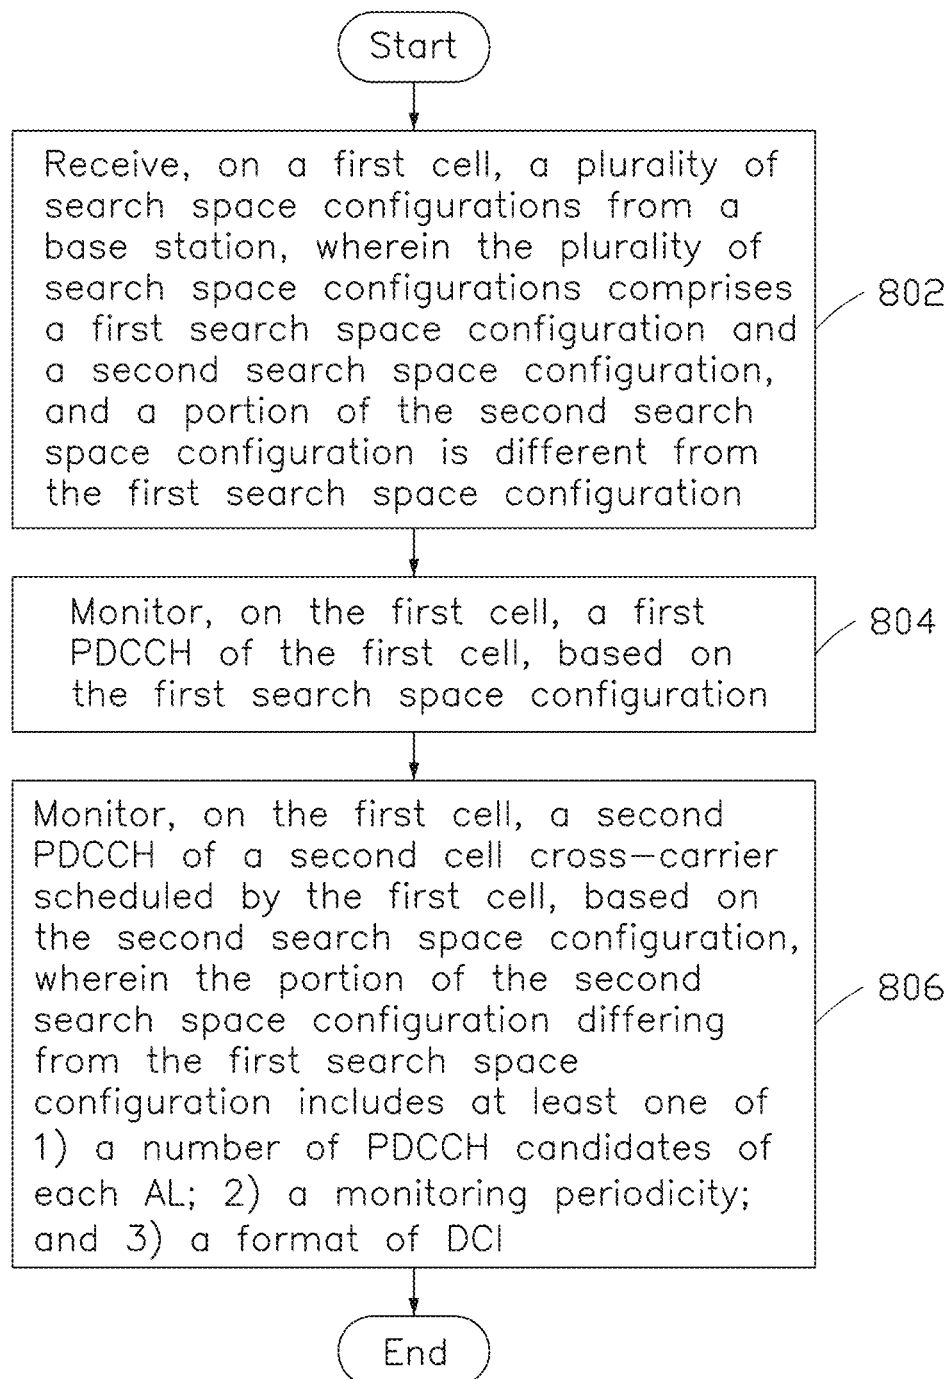 Start
Receive, on a first cell, a plurality of
search space configurations from a
base station, wherein the plurality of
search space configurations comprises
a first search space configuration and
a second search space configuration,
and a portion of the second search
space configuration is different from
the first search space configuration
802
Monitor, on the first cell, a first
PDCCH of the first cell, based on
the first search space configuration
804
Monitor, on the first cell, a second
PDCCH of a second cell cross-carrier
scheduled by the first cell, based on
the second search space configuration,
wherein the portion of the second
search space configuration differing
from the first search space
configuration includes at least one of
1) a number of PDCCH candidates of
each AL; 2) a monitoring periodicity;
and 3) a format of DCI
806
End